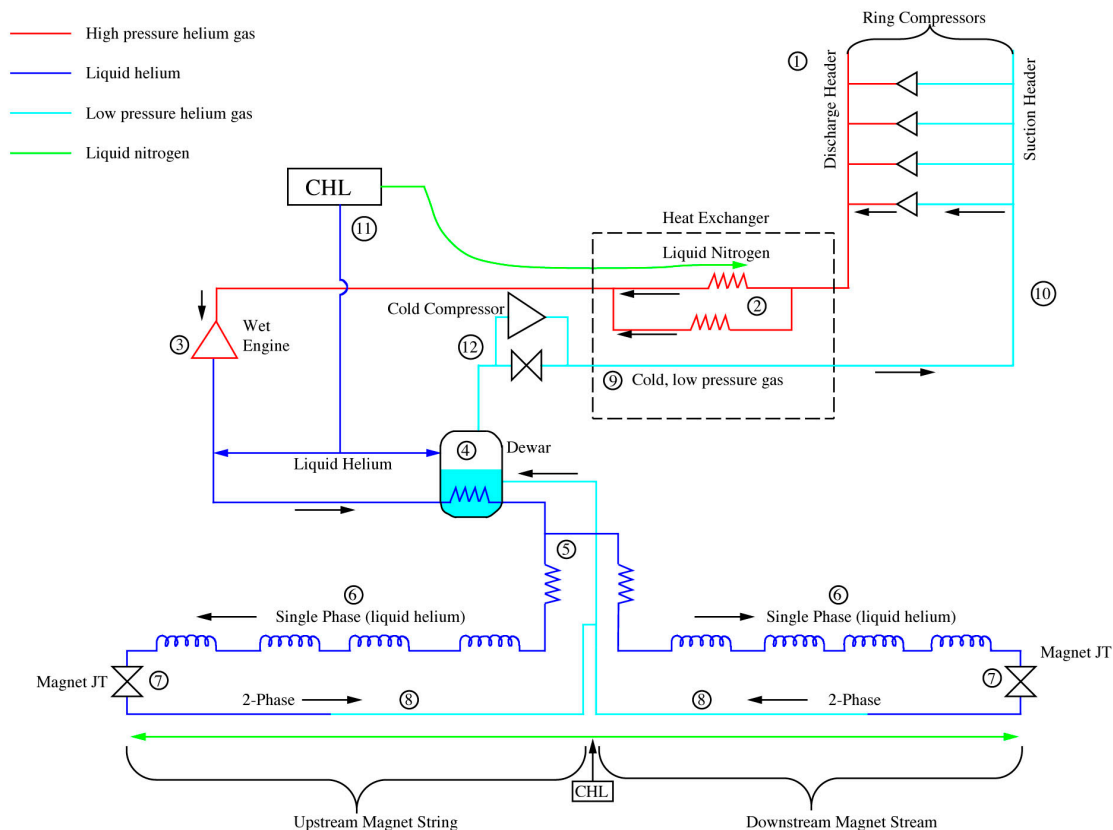 Ring Compressors
High pressure helium gas
Liquid helium
Low pressure helium gas
Liquid nitrogen
1
Discharge Header
Suction Header
CHL
11
Heat Exchanger
Liquid Nitrogen
2
10
Cold Compressor
3
Wet
Engine
12
9
Cold, low pressure gas
4
Dewar
Liquid Helium
5
6
Single Phase (liquid helium)
6
Single Phase (liquid helium)
Magnet JT
7
Magnet JT
7
2-Phase
8
8
2-Phase
CHL
Upstream Magnet String
Downstream Magnet Stream